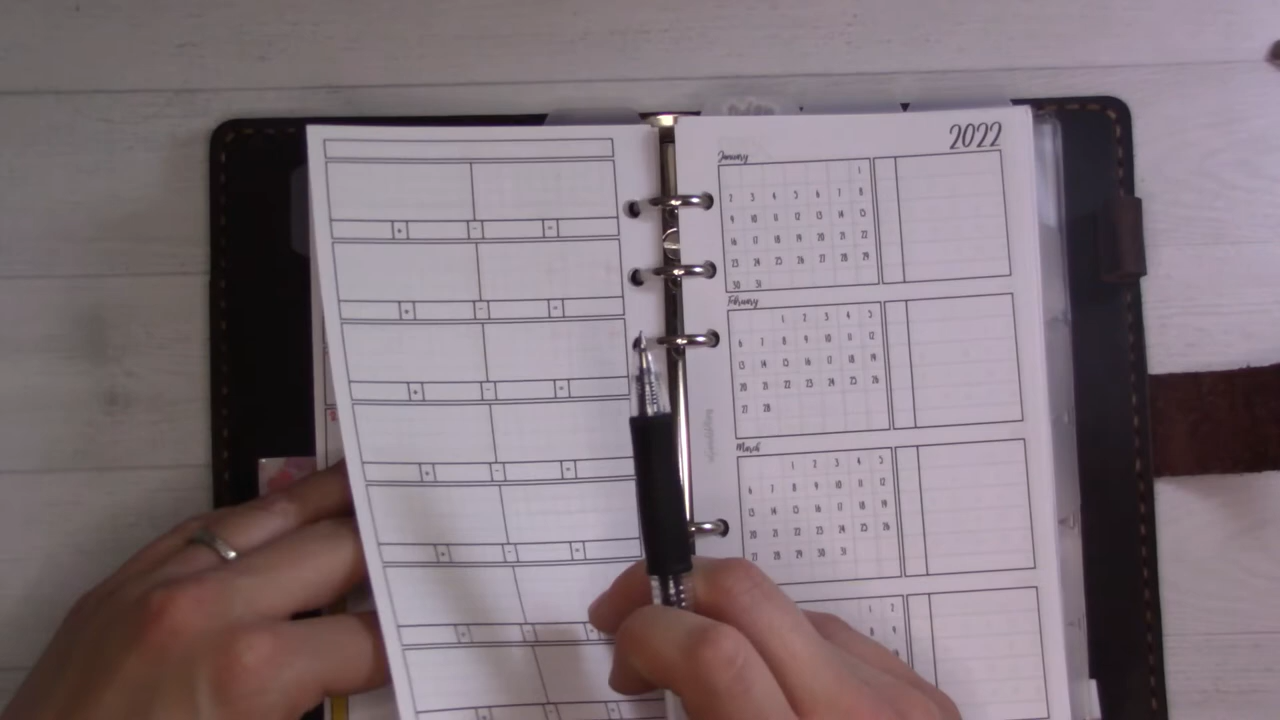 + - =
+ - =
+ - =
+ - =
+ - =
+ - =
2022
January
1
2 3 4 5 6 7 8
9 10 11 12 13 14 15
16 17 18 19 20 21 22
23 24 25 26 27 28 29
30 31
February
1 2 3 4 5
6 7 8 9 10 11 12
13 14 15 16 17 18 19
20 21 22 23 24 25 26
27 28
March
1 2 3 4 5
6 7 8 9 10 11 12
13 14 15 16 17 18 19
20 21 22 23 24 25 26
27 28 29 30 31
1 2
8 9